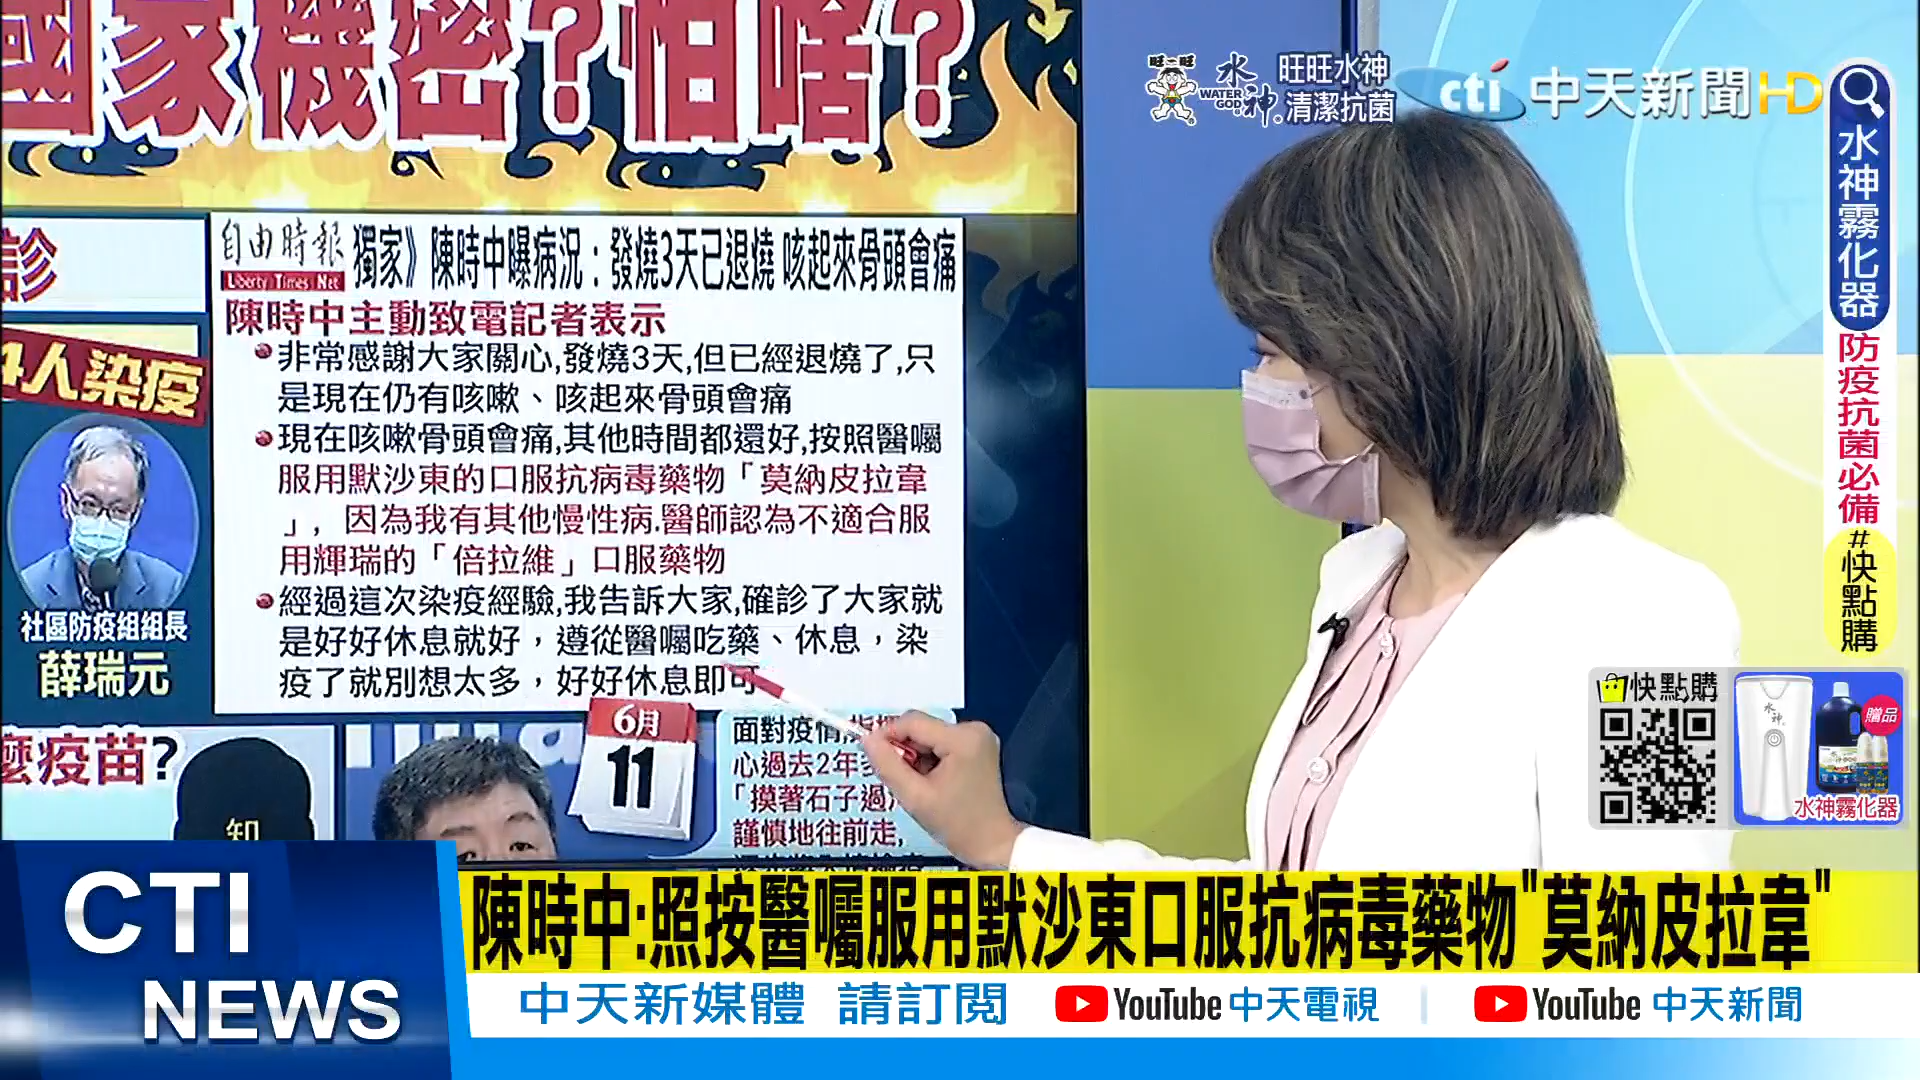 國家機密?怕啥?
診
4人染疫
社區防疫組組長
薛瑞元
麼疫苗?
知
自由時報
Liberty Times Net
獨家》陳時中曝病況：發燒3天已退燒 咳起來骨頭會痛
陳時中主動致電記者表示
非常感謝大家關心,發燒3天,但已經退燒了,只
是現在仍有咳嗽、咳起來骨頭會痛
現在咳嗽骨頭會痛,其他時間都還好,按照醫囑
服用默沙東的口服抗病毒藥物「莫納皮拉韋
」，因為我有其他慢性病.醫師認為不適合服
用輝瑞的「倍拉維」口服藥物
經過這次染疫經驗,我告訴大家,確診了大家就
是好好休息就好，遵從醫囑吃藥、休息，染
疫了就別想太多，好好休息即可
6月
11
面對疫情
心過去2年
「摸著石子過
謹慎地往前走,
旺旺
水神
WATER GOD
旺旺水神
清潔抗菌
cti 中天新聞HD
水神霧化器
防疫抗菌必備
#快點購
快點購
水神
贈品
水神霧化器
CTI
NEWS
陳時中:照按醫囑服用默沙東口服抗病毒藥物"莫納皮拉韋"
中天新媒體 請訂閱 YouTube 中天電視 | YouTube 中天新聞